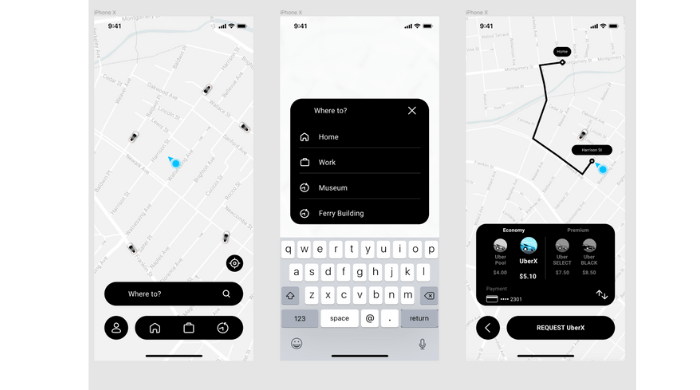 iPhone X
9:41
Where to?
iPhone X
9:41
Where to?
Home
Work
Museum
Ferry Building
q w e r t y u i o p
a s d f g h j k l
z x c v b n m
123 space @ . return
iPhone X
9:41
Home
Harrison St
Economy Premium
Uber Pool
$4.00
UberX
$5.10
Uber SELECT
$7.50
Uber BLACK
$8.50
Payment
•••• 2301
REQUEST UberX